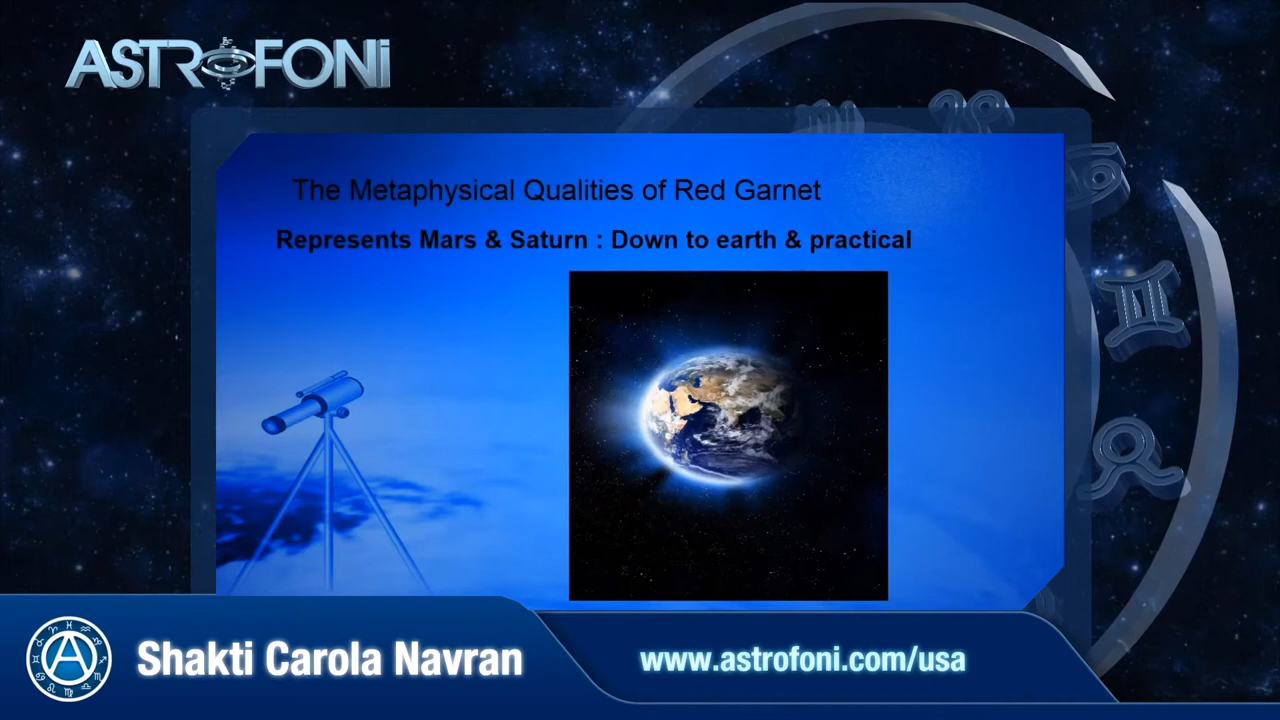 ASTROFONi
The Metaphysical Qualities of Red Garnet
Represents Mars & Saturn : Down to earth & practical
Shakti Carola Navran
www.astrofoni.com/usa